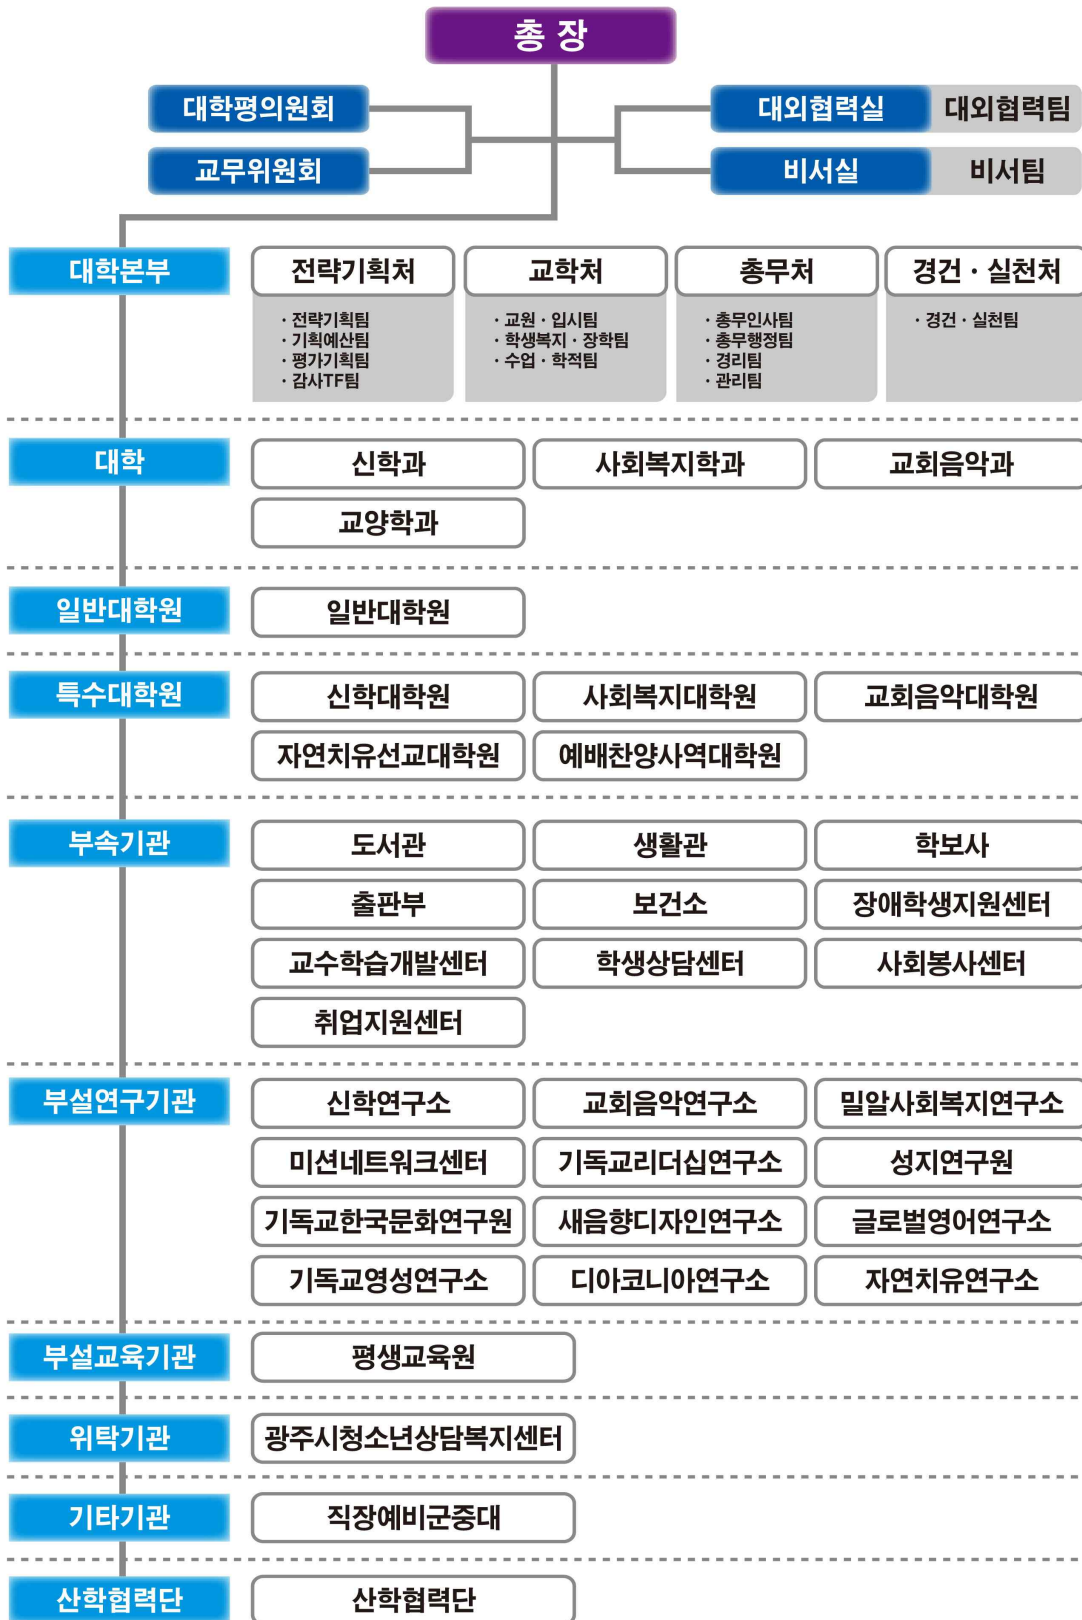 총 장
대학평의원회
대외협력실 대외협력팀
교무위원회
비서실 비서팀
대학본부
전략기획처
· 전략기획팀
· 기획예산팀
· 평가기획팀
· 감사TF팀
교학처
· 교원 · 입시팀
· 학생복지 · 장학팀
· 수업 · 학적팀
총무처
· 총무인사팀
· 총무행정팀
· 경리팀
· 관리팀
경건 · 실천처
· 경건 · 실천팀
대학
신학과 사회복지학과 교회음악과
교양학과
일반대학원
일반대학원
특수대학원
신학대학원 사회복지대학원 교회음악대학원
자연치유선교대학원 예배찬양사역대학원
부속기관
도서관 생활관 학보사
출판부 보건소 장애학생지원센터
교수학습개발센터 학생상담센터 사회봉사센터
취업지원센터
부설연구기관
신학연구소 교회음악연구소 밀알사회복지연구소
미션네트워크센터 기독교리더십연구소 성지연구원
기독교한국문화연구원 새음향디자인연구소 글로벌영어연구소
기독교영성연구소 디아코니아연구소 자연치유연구소
부설교육기관
평생교육원
위탁기관
광주시청소년상담복지센터
기타기관
직장예비군중대
산학협력단
산학협력단